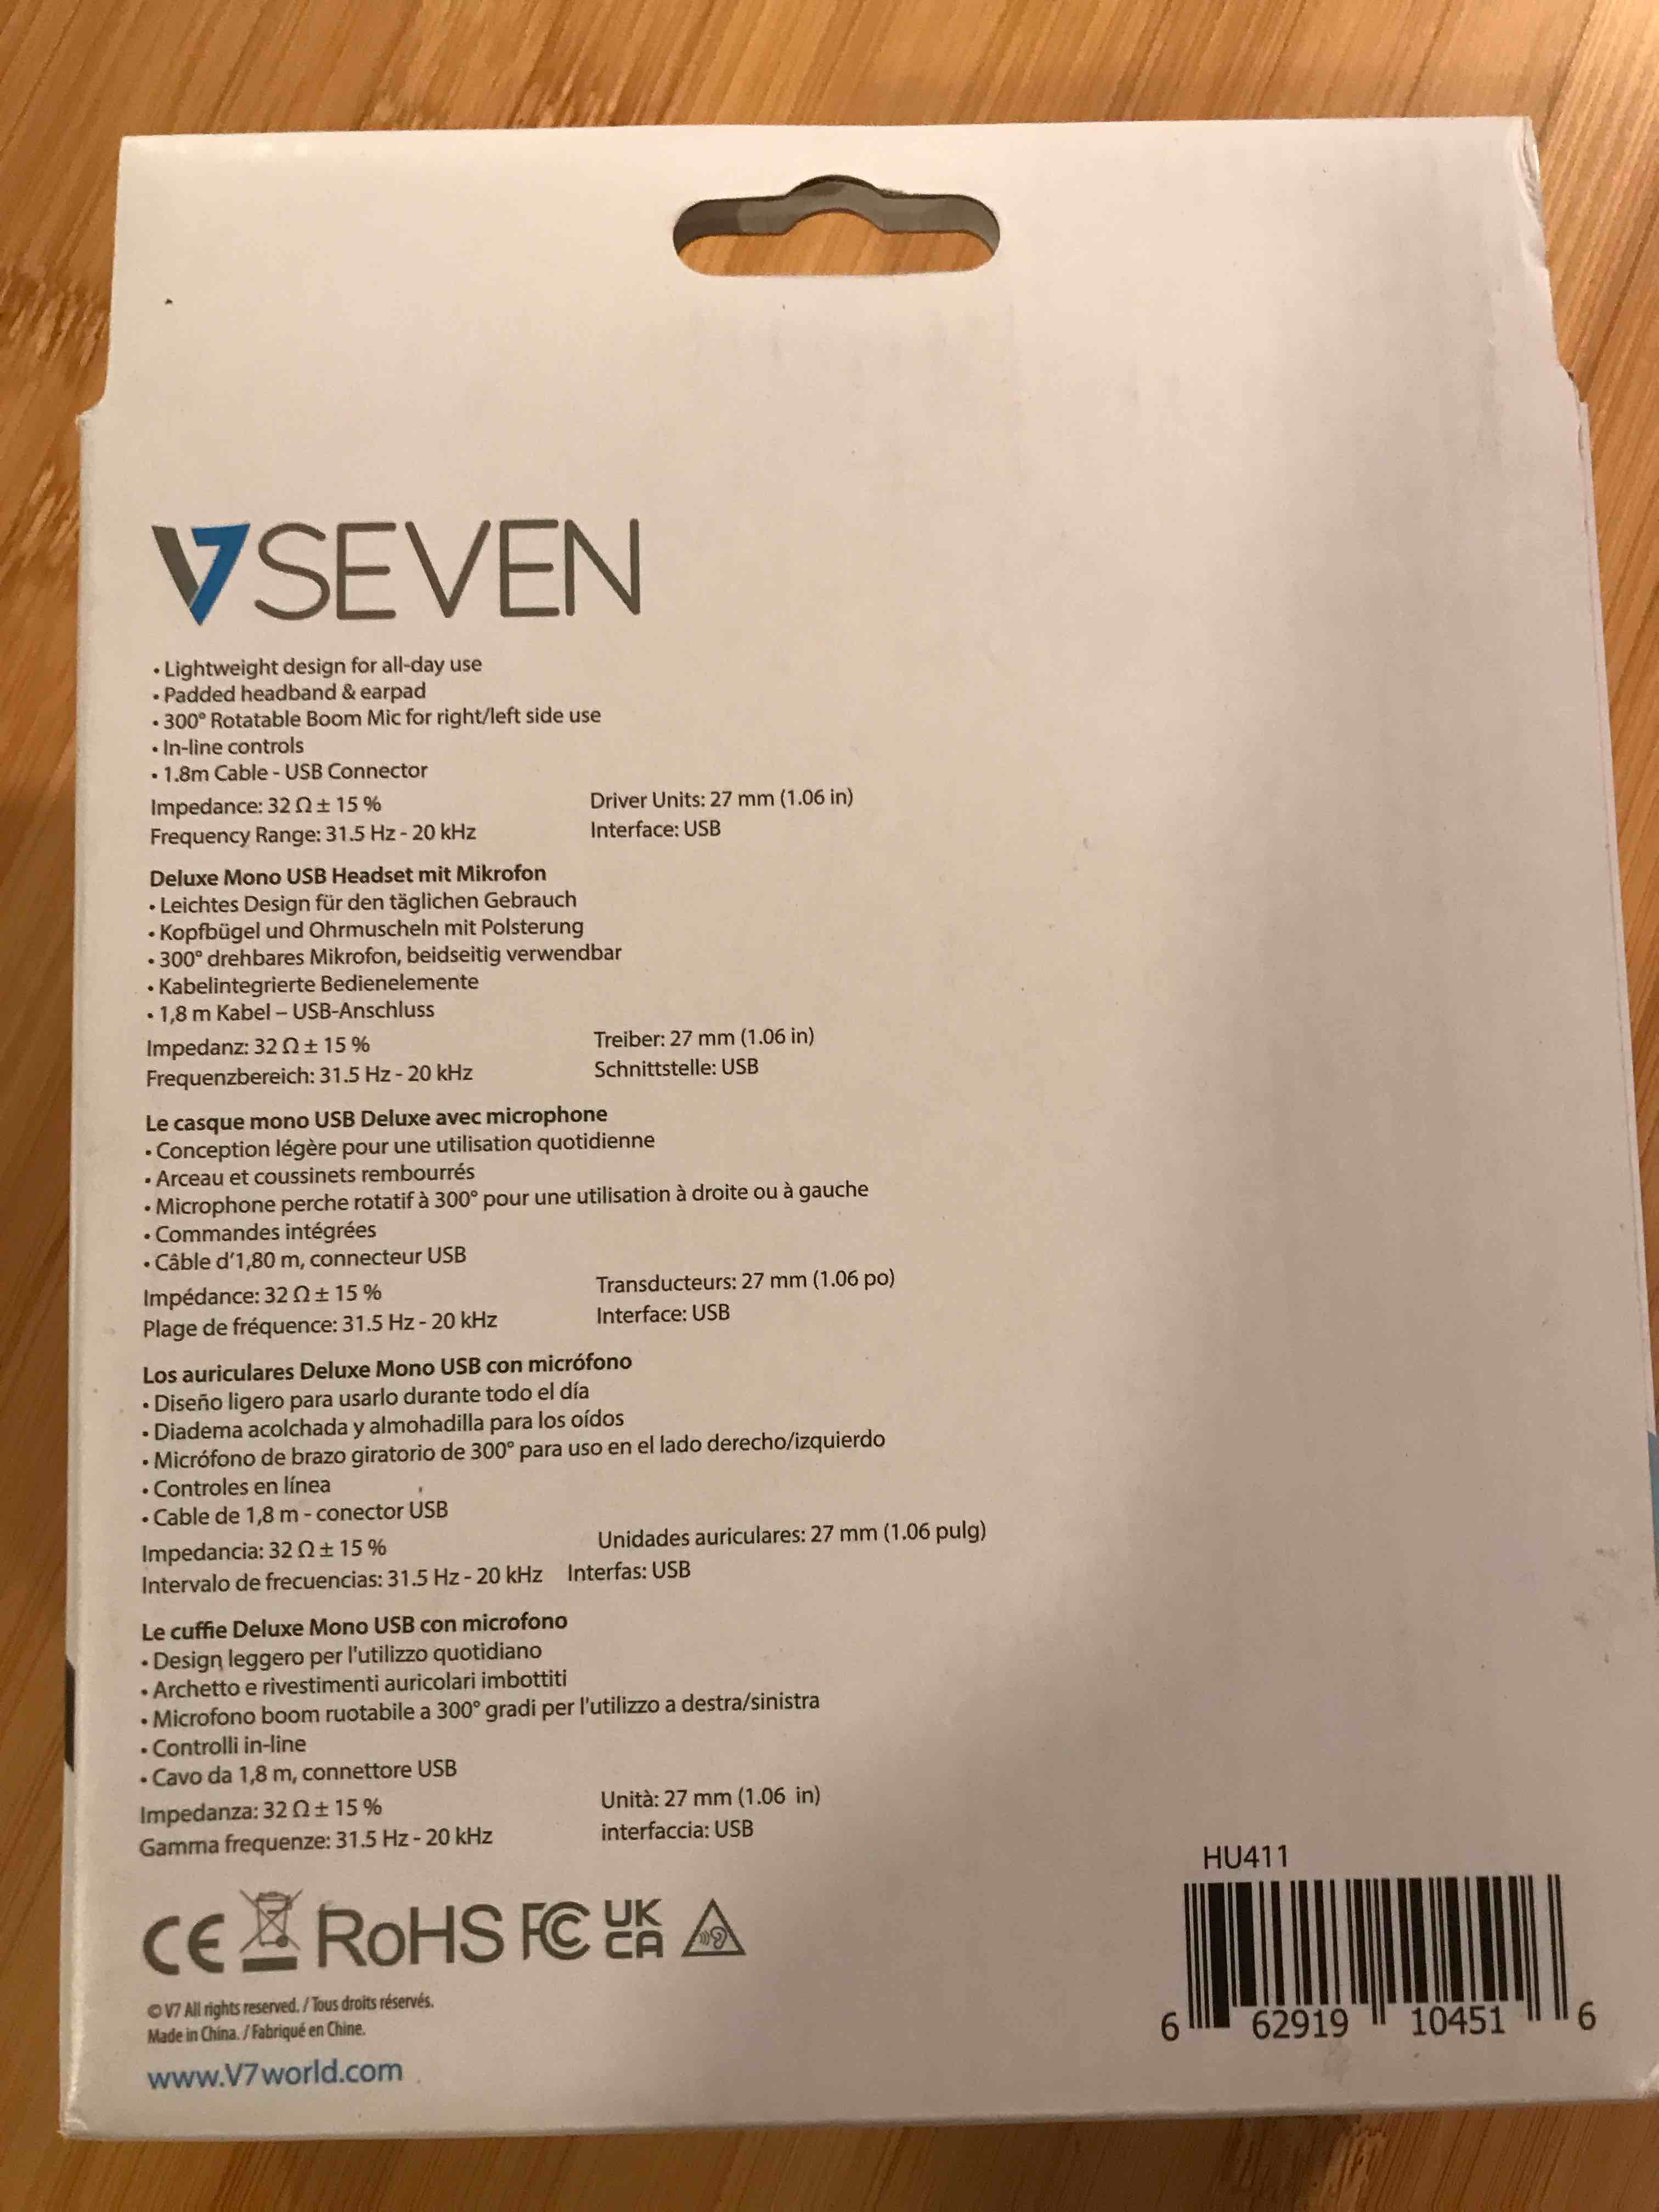 V7 SEVEN
• Lightweight design for all-day use
• Padded headband & earpad
• 300° Rotatable Boom Mic for right/left side use
• In-line controls
• 1.8m Cable - USB Connector
Impedance: 32 Ω ± 15 % Driver Units: 27 mm (1.06 in)
Frequency Range: 31.5 Hz - 20 kHz Interface: USB
Deluxe Mono USB Headset mit Mikrofon
• Leichtes Design für den täglichen Gebrauch
• Kopfbügel und Ohrmuscheln mit Polsterung
• 300° drehbares Mikrofon, beidseitig verwendbar
• Kabelintegrierte Bedienelemente
• 1,8 m Kabel – USB-Anschluss
Impedanz: 32 Ω ± 15 % Treiber: 27 mm (1.06 in)
Frequenzbereich: 31.5 Hz - 20 kHz Schnittstelle: USB
Le casque mono USB Deluxe avec microphone
• Conception légère pour une utilisation quotidienne
• Arceau et coussinets rembourrés
• Microphone perche rotatif à 300° pour une utilisation à droite ou à gauche
• Commandes intégrées
• Câble d'1,80 m, connecteur USB
Impédance: 32 Ω ± 15 % Transducteurs: 27 mm (1.06 po)
Plage de fréquence: 31.5 Hz - 20 kHz Interface: USB
Los auriculares Deluxe Mono USB con micrófono
• Diseño ligero para usarlo durante todo el día
• Diadema acolchada y almohadilla para los oídos
• Micrófono de brazo giratorio de 300° para uso en el lado derecho/izquierdo
• Controles en línea
• Cable de 1,8 m - conector USB
Impedancia: 32 Ω ± 15 % Unidades auriculares: 27 mm (1.06 pulg)
Intervalo de frecuencias: 31.5 Hz - 20 kHz Interfas: USB
Le cuffie Deluxe Mono USB con microfono
• Design leggero per l'utilizzo quotidiano
• Archetto e rivestimenti auricolari imbottiti
• Microfono boom ruotabile a 300° gradi per l'utilizzo a destra/sinistra
• Controlli in-line
• Cavo da 1,8 m, connettore USB
Impedanza: 32 Ω ± 15 % Unità: 27 mm (1.06 in)
Gamma frequenze: 31.5 Hz - 20 kHz interfaccia: USB
HU411
CE RoHS FC UK CA
© V7 All rights reserved. / Tous droits réservés.
Made in China. / Fabriqué en Chine.
6 62919 10451 6
www.V7world.com